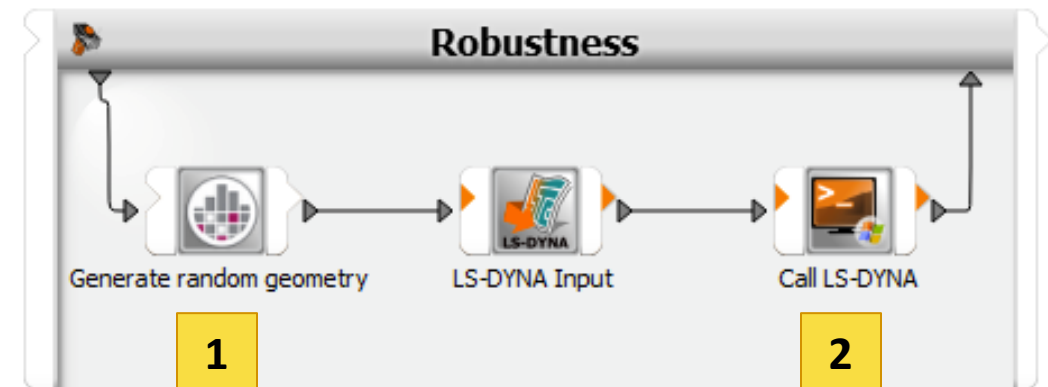 Robustness
>_
LS-DYNA
Generate random geometry
LS-DYNA Input
Call LS-DYNA
1
2